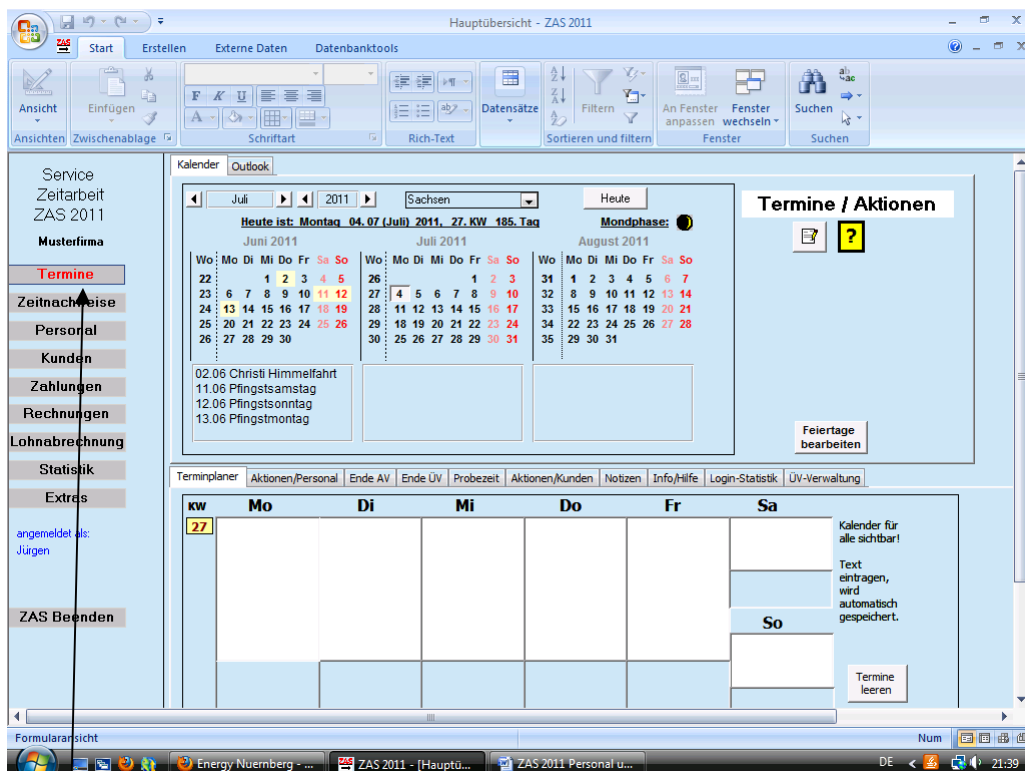 Hauptübersicht - ZAS 2011
ZAS
Start Erstellen Externe Daten Datenbanktools
Ansicht
Einfügen
F K U
A
Datensätze
Filtern
An Fenster anpassen
Fenster wechseln
Suchen
Ansichten Zwischenablage Schriftart Rich-Text Sortieren und filtern Fenster Suchen
Service
Zeitarbeit
ZAS 2011
Musterfirma
Termine
Zeitnachweise
Personal
Kunden
Zahlungen
Rechnungen
Lohnabrechnung
Statistik
Extras
angemeldet als:
Jürgen
ZAS Beenden
Kalender Outlook
Juli 2011 Sachsen Heute
Heute ist: Montag 04. 07 (Juli) 2011, 27. KW 185. Tag Mondphase:
Juni 2011
Wo Mo Di Mi Do Fr Sa So
22 1 2 3 4 5
23 6 7 8 9 10 11 12
24 13 14 15 16 17 18 19
25 20 21 22 23 24 25 26
26 27 28 29 30
Juli 2011
Wo Mo Di Mi Do Fr Sa So
26 1 2 3
27 4 5 6 7 8 9 10
28 11 12 13 14 15 16 17
29 18 19 20 21 22 23 24
30 25 26 27 28 29 30 31
August 2011
Wo Mo Di Mi Do Fr Sa So
31 1 2 3 4 5 6 7
32 8 9 10 11 12 13 14
33 15 16 17 18 19 20 21
34 22 23 24 25 26 27 28
35 29 30 31
02.06 Christi Himmelfahrt
11.06 Pfingstsamstag
12.06 Pfingstsonntag
13.06 Pfingstmontag
Termine / Aktionen
?
Feiertage
bearbeiten
Terminplaner Aktionen/Personal Ende AV Ende ÜV Probezeit Aktionen/Kunden Notizen Info/Hilfe Login-Statistik ÜV-Verwaltung
KW Mo Di Mi Do Fr Sa
27
So
Kalender für
alle sichtbar!
Text
eintragen,
wird
automatisch
gespeichert.
Termine
leeren
Formularansicht Num
Energy Nuernberg - ... ZAS 2011 - [Hauptü... ZAS 2011 Personal u... DE 21:39